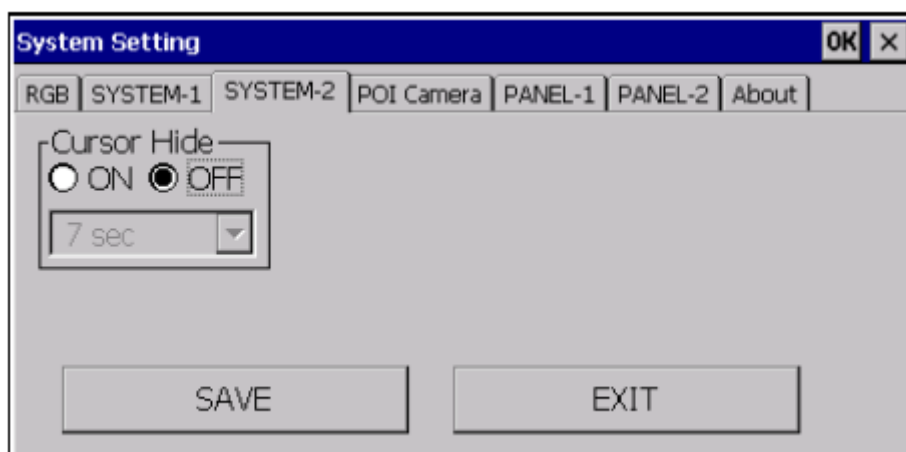 System Setting OK ×
RGB SYSTEM-1 SYSTEM-2 POI Camera PANEL-1 PANEL-2 About
Cursor Hide
ON OFF
7 sec
SAVE EXIT